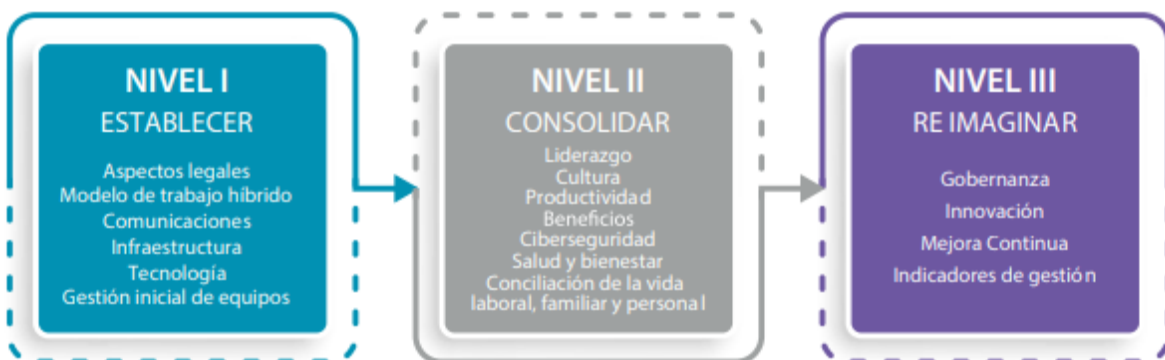 NIVEL I
ESTABLECER
Aspectos legales
Modelo de trabajo híbrido
Comunicaciones
Infraestructura
Tecnología
Gestión inicial de equipos
NIVEL II
CONSOLIDAR
Liderazgo
Cultura
Productividad
Beneficios
Ciberseguridad
Salud y bienestar
Conciliación de la vida
laboral, familiar y personal
NIVEL III
RE IMAGINAR
Gobernanza
Innovación
Mejora Continua
Indicadores de gestión